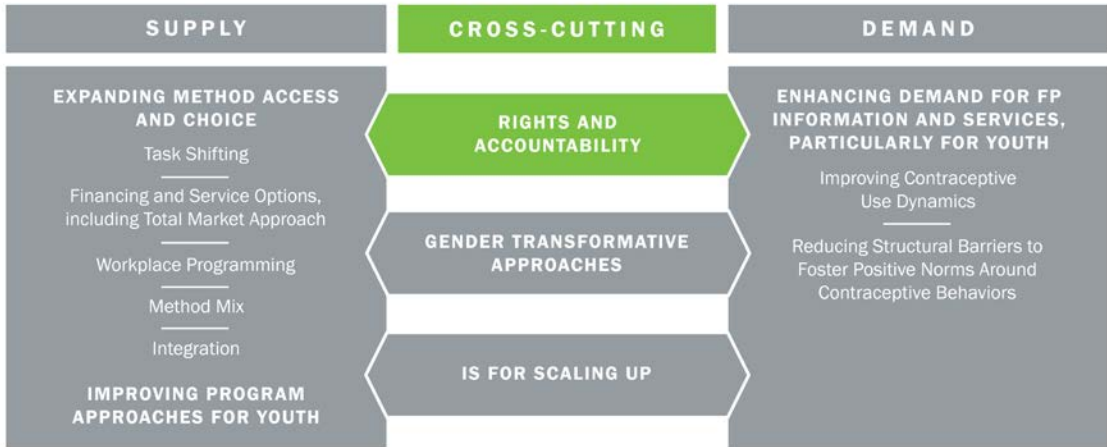 SUPPLY
CROSS-CUTTING
DEMAND
EXPANDING METHOD ACCESS
AND CHOICE
Task Shifting
Financing and Service Options,
including Total Market Approach
Workplace Programming
Method Mix
Integration
IMPROVING PROGRAM
APPROACHES FOR YOUTH
RIGHTS AND
ACCOUNTABILITY
GENDER TRANSFORMATIVE
APPROACHES
IS FOR SCALING UP
ENHANCING DEMAND FOR FP
INFORMATION AND SERVICES,
PARTICULARLY FOR YOUTH
Improving Contraceptive
Use Dynamics
Reducing Structural Barriers to
Foster Positive Norms Around
Contraceptive Behaviors